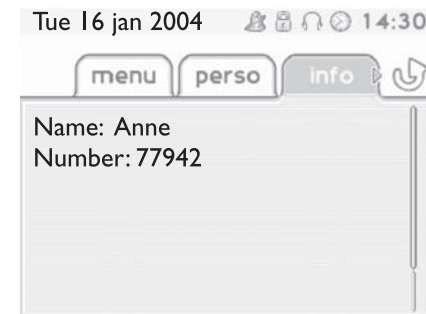 Tue 16 jan 2004 14:30
menu perso info
Name: Anne
Number: 77942